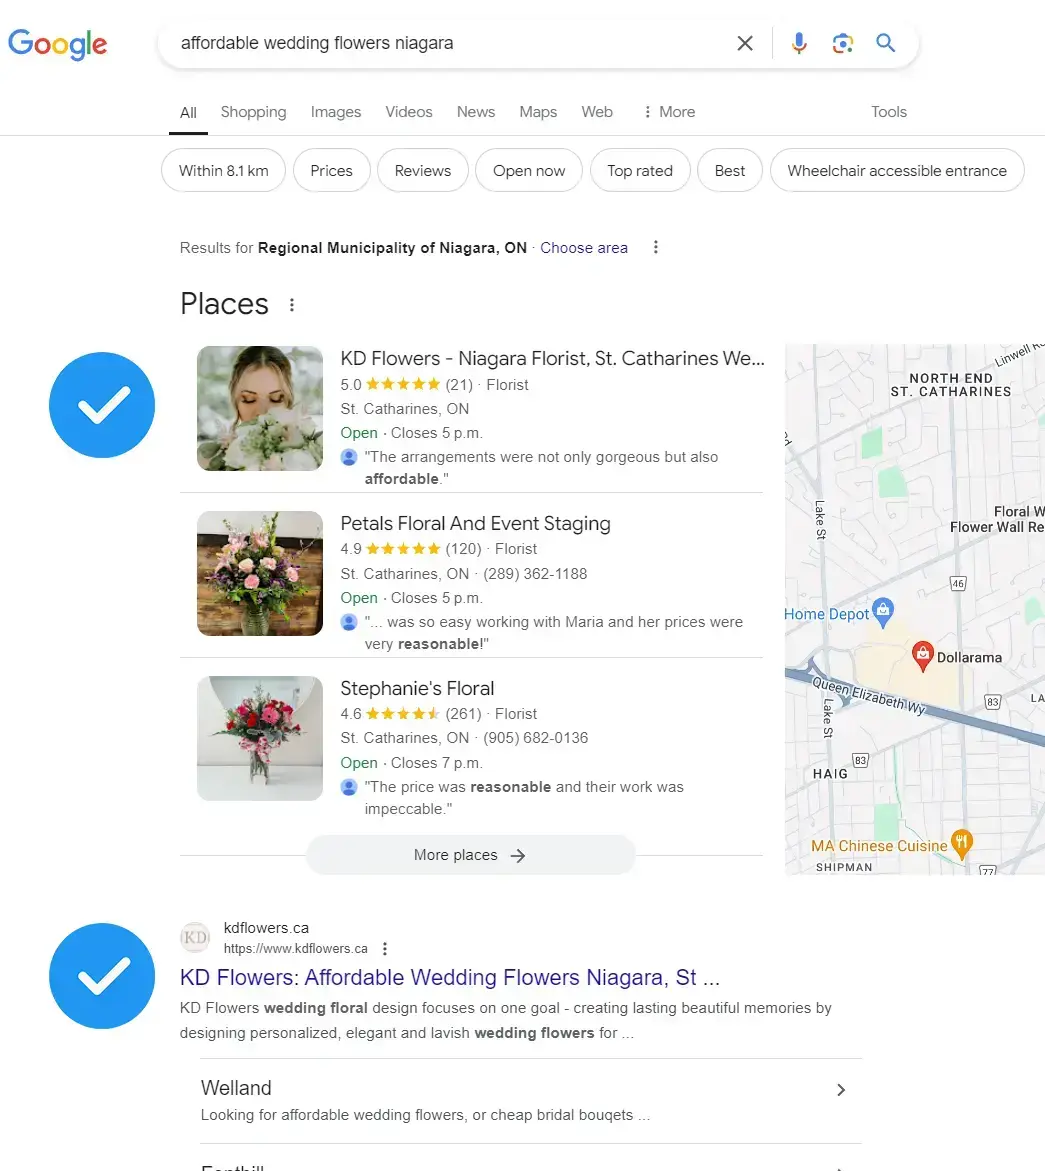 Google
affordable wedding flowers niagara
All
Shopping
Images
Videos
News
Maps
Web
More
Tools
Within 8.1 km
Prices
Reviews
Open now
Top rated
Best
Wheelchair accessible entrance
Results for Regional Municipality of Niagara, ON · Choose area
Places
KD Flowers - Niagara Florist, St. Catharines We...
5.0 (21) · Florist
St. Catharines, ON
Open · Closes 5 p.m.
"The arrangements were not only gorgeous but also
affordable."
Petals Floral And Event Staging
4.9 (120) · Florist
St. Catharines, ON · (289) 362-1188
Open · Closes 5 p.m.
"... was so easy working with Maria and her prices were
very reasonable!"
Stephanie's Floral
4.6 (261) · Florist
St. Catharines, ON · (905) 682-0136
Open · Closes 7 p.m.
"The price was reasonable and their work was
impeccable."
More places
Linwell
NORTH END
ST. CATHARINES
Lake St
Floral W
Flower Wall Re
46
Home Depot
Dollarama
Queen Elizabeth Wy
83
LA
Lake St
83
HAIG
MA Chinese Cuisine
SHIPMAN
77
KD
kdflowers.ca
https://www.kdflowers.ca
KD Flowers: Affordable Wedding Flowers Niagara, St ...
KD Flowers wedding floral design focuses on one goal - creating lasting beautiful memories by
designing personalized, elegant and lavish wedding flowers for ...
Welland
Looking for affordable wedding flowers, or cheap bridal bouqets ...